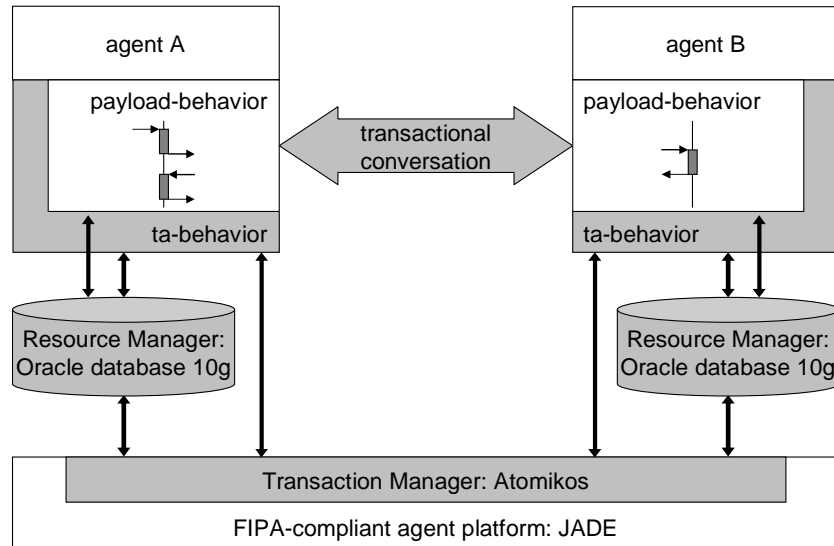 agent A
agent B
payload-behavior
payload-behavior
transactional
conversation
ta-behavior
ta-behavior
Resource Manager:
Oracle database 10g
Resource Manager:
Oracle database 10g
Transaction Manager: Atomikos
FIPA-compliant agent platform: JADE